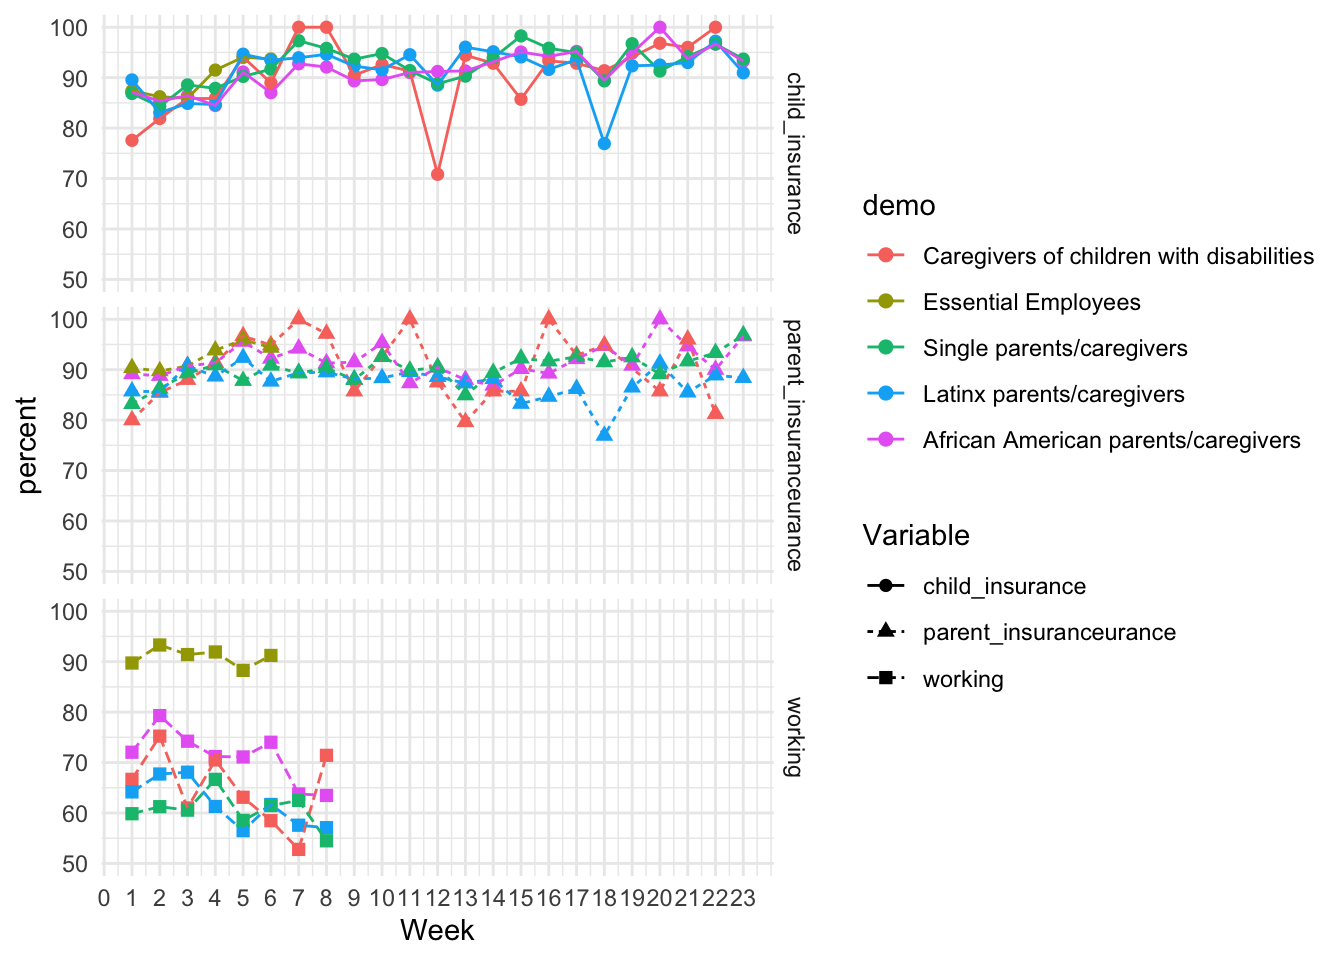 100
90
80
70
60
50
child_insurance
100
90
80
70
60
50
parent_insuranceurance
100
90
80
70
60
50
working
0 1 2 3 4 5 6 7 8 9 10 11 12 13 14 15 16 17 18 19 20 21 22 23
Week
percent
demo
Caregivers of children with disabilities
Essential Employees
Single parents/caregivers
Latinx parents/caregivers
African American parents/caregivers
Variable
child_insurance
parent_insuranceurance
working